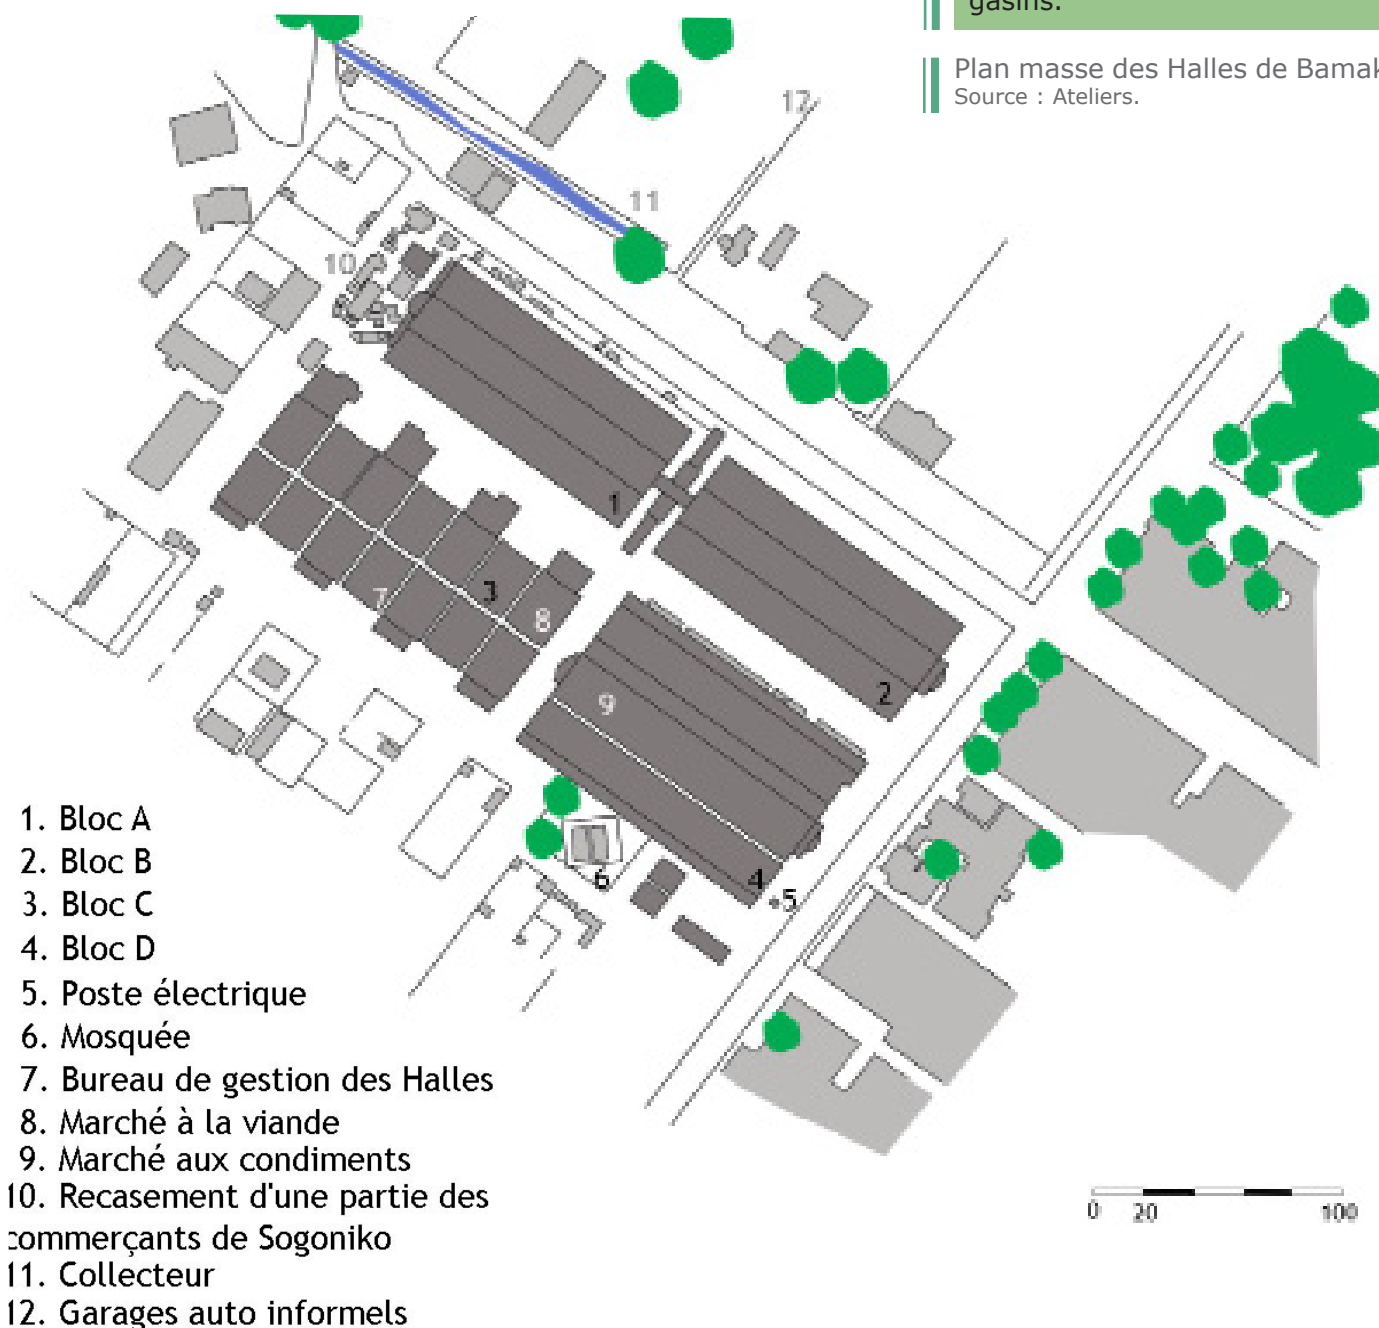 gasins.
Plan masse des Halles de Bamak
Source : Ateliers.
12
11
10
1
3
7
8
2
9
4
5
6
1. Bloc A
2. Bloc B
3. Bloc C
4. Bloc D
5. Poste électrique
6. Mosquée
7. Bureau de gestion des Halles
8. Marché à la viande
9. Marché aux condiments
10. Recasement d'une partie des
commerçants de Sogoniko
11. Collecteur
12. Garages auto informels
0 20 100